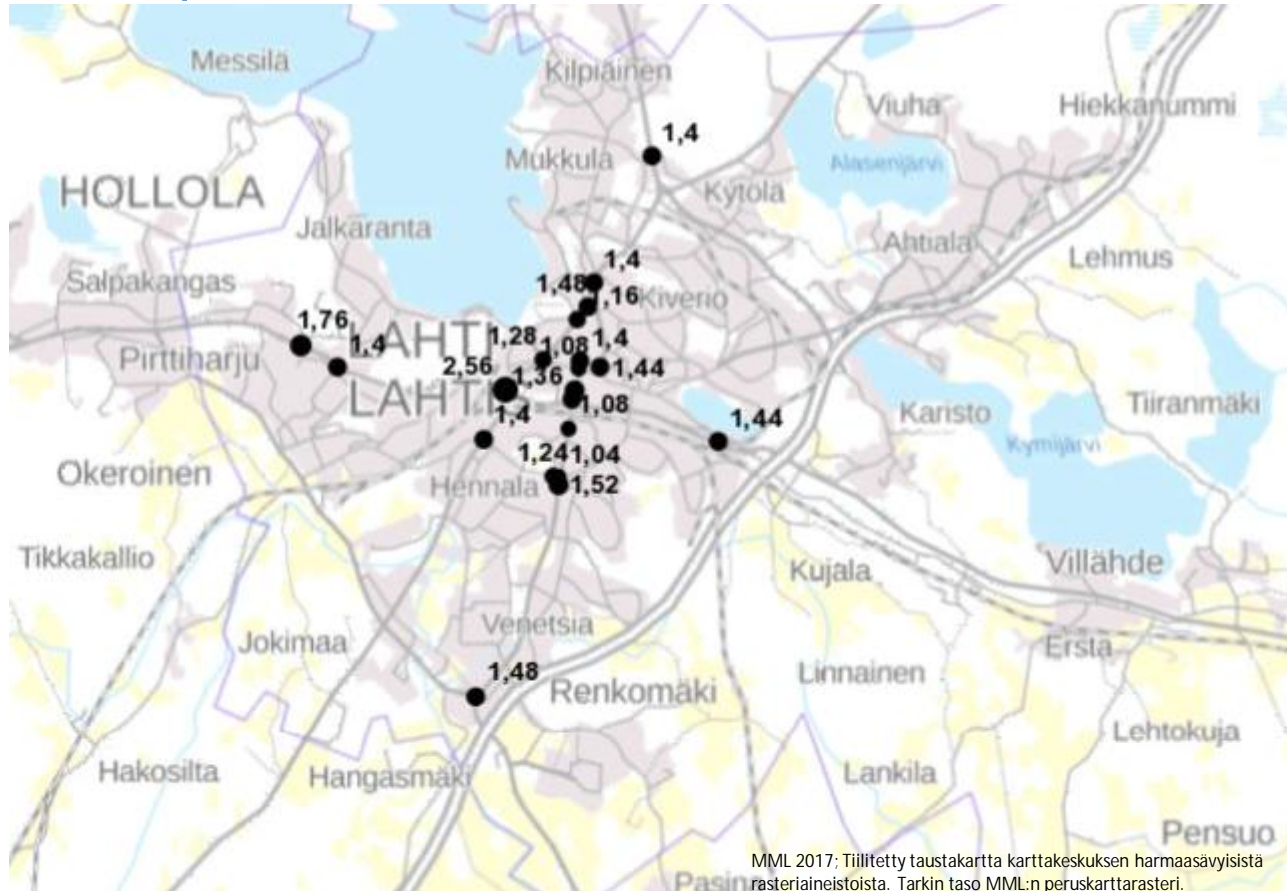 Messilä
Kilpiäinen
Viuha
Hiekkanummi
1,4
Mukkula
Alasenjärvi
HOLLOLA
Kytölä
Jalkaranta
Ahtiala
Lehmus
1,4
Salpakangas
1,48
1,16
Kiveriö
1,76
1,4
LAHTI
1,28
1,08
1,4
Pirttiharju
2,56
1,36
1,44
LAHTIS
1,08
Karisto
Tiiranmäki
1,4
1,44
Kymijärvi
1,24
1,04
Okeroinen
Hennala
1,52
Tikkakallio
Kujala
Villähde
Jokimaa
Venetsia
Ersta
1,48
Renkomäki
Linnainen
Lehtokuja
Hakosilta
Hangasmäki
Lankila
Pensuo
MML 2017; Tiilitetty taustakartta karttakeskuksen harmaasävyisistä
rasteriaineistoista. Tarkin taso MML:n peruskarttarasteri.